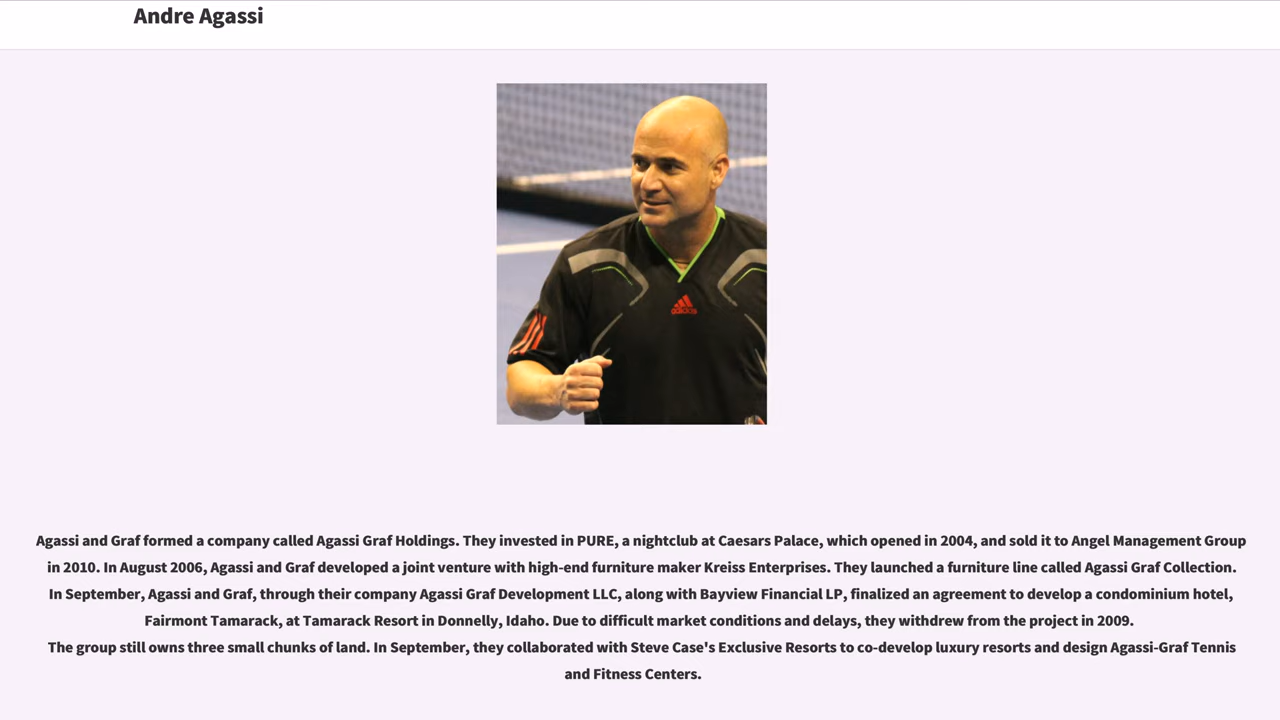 Andre Agassi
adidas
Agassi and Graf formed a company called Agassi Graf Holdings. They invested in PURE, a nightclub at Caesars Palace, which opened in 2004, and sold it to Angel Management Group
in 2010. In August 2006, Agassi and Graf developed a joint venture with high-end furniture maker Kreiss Enterprises. They launched a furniture line called Agassi Graf Collection.
In September, Agassi and Graf, through their company Agassi Graf Development LLC, along with Bayview Financial LP, finalized an agreement to develop a condominium hotel,
Fairmont Tamarack, at Tamarack Resort in Donnelly, Idaho. Due to difficult market conditions and delays, they withdrew from the project in 2009.
The group still owns three small chunks of land. In September, they collaborated with Steve Case's Exclusive Resorts to co-develop luxury resorts and design Agassi-Graf Tennis
and Fitness Centers.